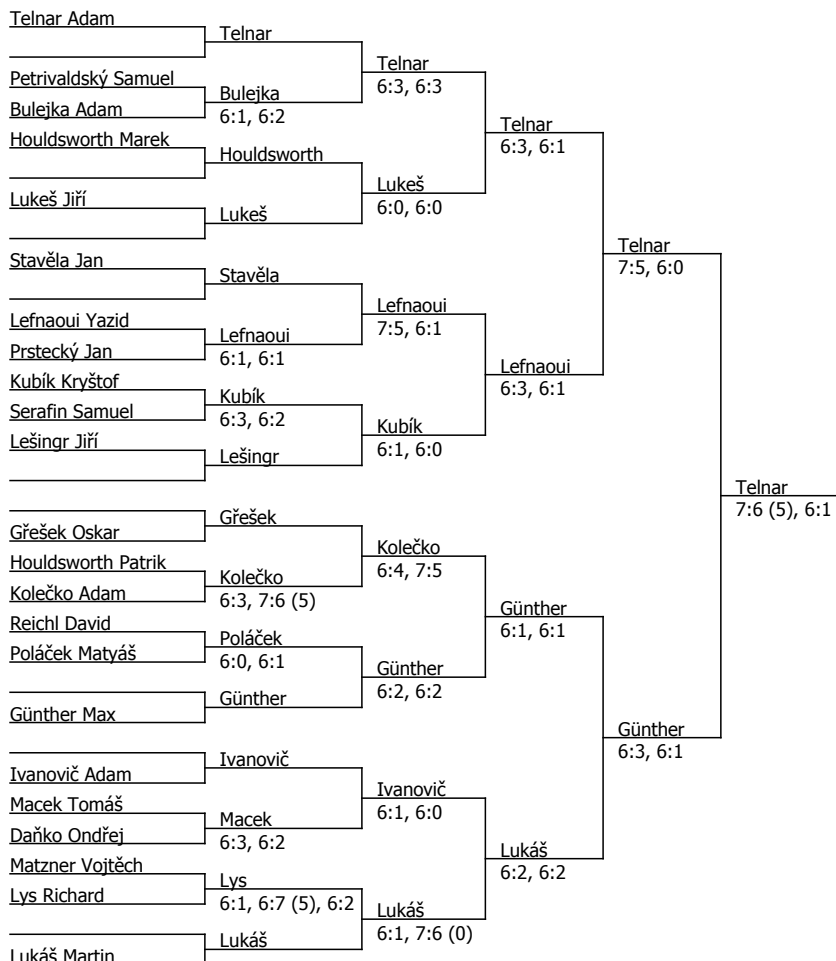 Telnar Adam
Telnar
Telnar
6:3, 6:3
Petrivaldský Samuel
Bulejka
6:1, 6:2
Bulejka Adam
Telnar
6:3, 6:1
Houldsworth Marek
Houldsworth
Lukeš
6:0, 6:0
Lukeš Jiří
Lukeš
Telnar
7:5, 6:0
Stavěla Jan
Stavěla
Lefnaoui
7:5, 6:1
Lefnaoui Yazid
Lefnaoui
6:1, 6:1
Prstecký Jan
Lefnaoui
6:3, 6:1
Kubík Kryštof
Kubík
6:3, 6:2
Serafin Samuel
Kubík
6:1, 6:0
Lešingr Jiří
Lešingr
Telnar
7:6 (5), 6:1
Gřešek Oskar
Gřešek
Kolečko
6:4, 7:5
Houldsworth Patrik
Kolečko
6:3, 7:6 (5)
Kolečko Adam
Günther
6:1, 6:1
Reichl David
Poláček
6:0, 6:1
Poláček Matyáš
Günther
6:2, 6:2
Günther
Günther Max
Günther
6:3, 6:1
Ivanovič
Ivanovič Adam
Ivanovič
6:1, 6:0
Macek Tomáš
Macek
6:3, 6:2
Daňko Ondřej
Lukáš
6:2, 6:2
Matzner Vojtěch
Lys
6:1, 6:7 (5), 6:2
Lys Richard
Lukáš
6:1, 7:6 (0)
Lukáš
Lukáš Martin